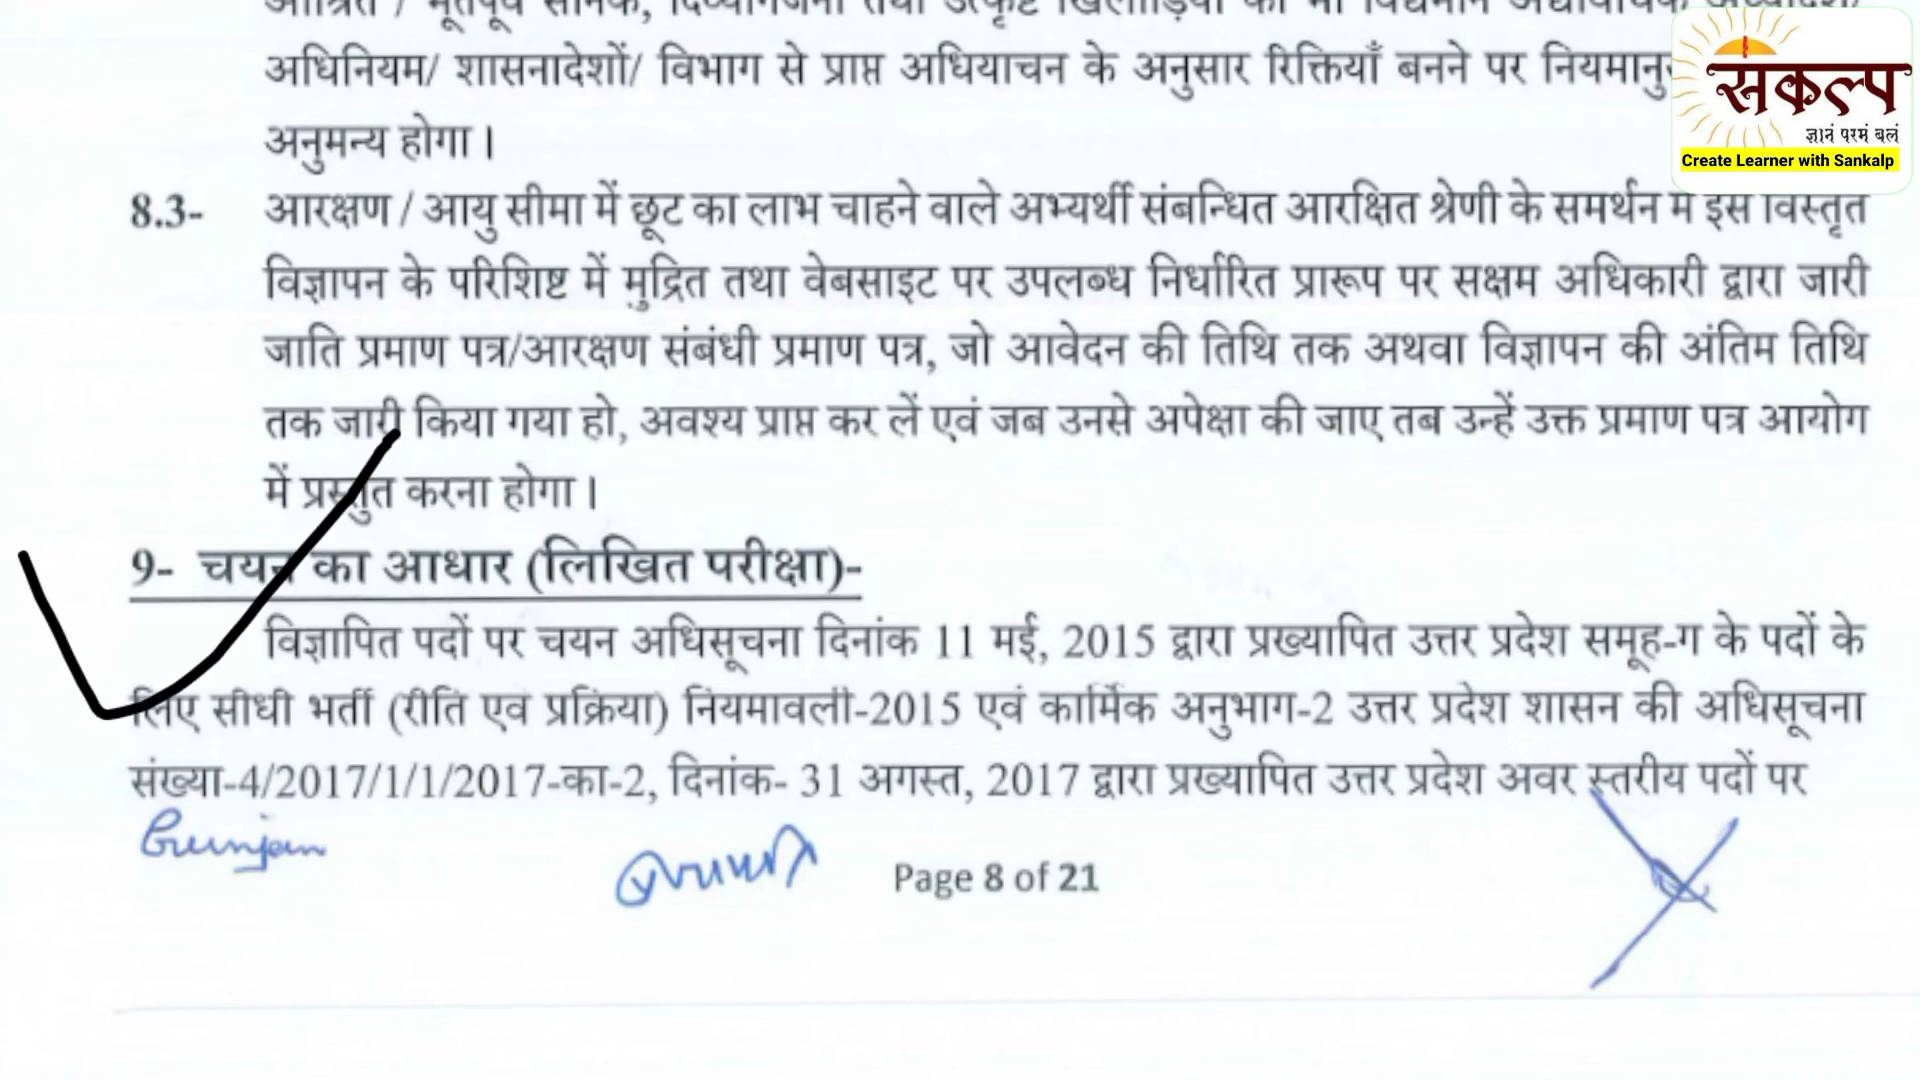 आश्रित / भूतपूर्व सैनिक, दिव्यांगजनों तथा उत्कृष्ट खिलाड़ियों को भी विद्यमान
अधिनियम/ शासनादेशों/ विभाग से प्राप्त अधियाचन के अनुसार रिक्तियाँ बनने पर
अनुमन्य होगा।
8.3- आरक्षण / आयु सीमा में छूट का लाभ चाहने वाले अभ्यर्थी संबन्धित आरक्षित श्रेणी के समर्थन में इस विस्तृत
विज्ञापन के परिशिष्ट में मुद्रित तथा वेबसाइट पर उपलब्ध निर्धारित प्रारूप पर सक्षम अधिकारी द्वारा जारी
जाति प्रमाण पत्र/आरक्षण संबंधी प्रमाण पत्र, जो आवेदन की तिथि तक अथवा विज्ञापन की अंतिम तिथि
तक जारी किया गया हो, अवश्य प्राप्त कर लें एवं जब उनसे अपेक्षा की जाए तब उन्हें उक्त प्रमाण पत्र आयोग
में प्रस्तुत करना होगा।
9- चयन का आधार (लिखित परीक्षा)-
विज्ञापित पदों पर चयन अधिसूचना दिनांक 11 मई, 2015 द्वारा प्रख्यापित उत्तर प्रदेश समूह-ग के पदों के
लिए सीधी भर्ती (रीति एवं प्रक्रिया) नियमावली-2015 एवं कार्मिक अनुभाग-2 उत्तर प्रदेश शासन की अधिसूचना
संख्या-4/2017/1/1/2017-का-2, दिनांक- 31 अगस्त, 2017 द्वारा प्रख्यापित उत्तर प्रदेश अवर स्तरीय पदों पर
Gunjan
Page 8 of 21
संकल्प
ज्ञानं परमं बलं
Create Learner with Sankalp